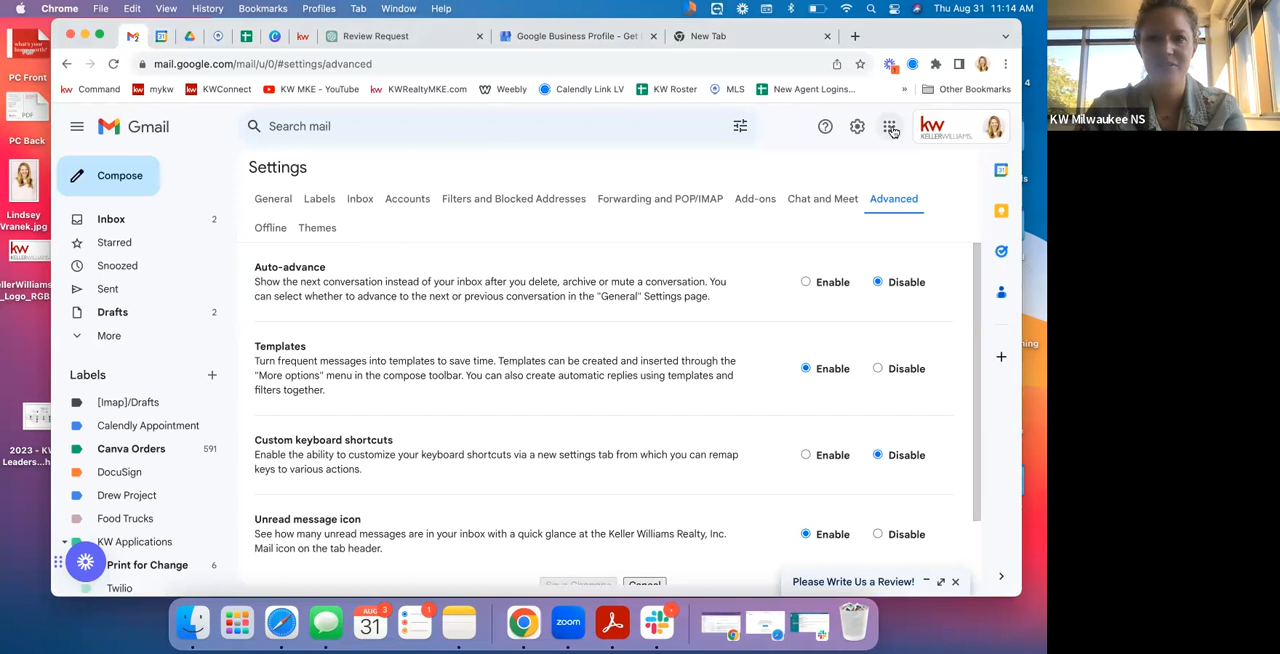 Chrome File Edit View History Bookmarks Profiles Tab Window Help Thu Aug 31 11:14 AM
Review Request Google Business Profile - Get New Tab
mail.google.com/mail/u/0/#settings/advanced
Command mykw KWConnect KW MKE - YouTube KWRealtyMKE.com Weebly Calendly Link LV KW Roster MLS New Agent Logins... » Other Bookmarks
Gmail Search mail kw KELLERWILLIAMS.
KW Milwaukee NS
PC Front
PC Back
Lindsey
Vranek.jpg
Compose
Inbox 2
Starred
Snoozed
Sent
Drafts 2
More
Labels
[Imap]/Drafts
Calendly Appointment
Canva Orders 591
DocuSign
Drew Project
Food Trucks
KW Applications
Print for Change 6
Twilio
Settings
General Labels Inbox Accounts Filters and Blocked Addresses Forwarding and POP/IMAP Add-ons Chat and Meet Advanced
Offline Themes
Auto-advance
Show the next conversation instead of your inbox after you delete, archive or mute a conversation. You
can select whether to advance to the next or previous conversation in the "General" Settings page.
Enable Disable
Templates
Turn frequent messages into templates to save time. Templates can be created and inserted through the
"More options" menu in the compose toolbar. You can also create automatic replies using templates and
filters together.
Enable Disable
Custom keyboard shortcuts
Enable the ability to customize your keyboard shortcuts via a new settings tab from which you can remap
keys to various actions.
Enable Disable
Unread message icon
See how many unread messages are in your inbox with a quick glance at the Keller Williams Realty, Inc.
Mail icon on the tab header.
Enable Disable
Save Changes Cancel
Please Write Us a Review!
AUG 3
31
1
zoom